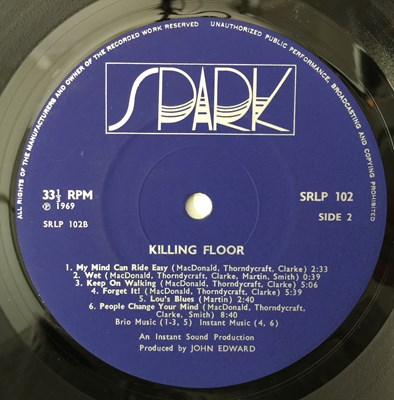 ALL RIGHTS OF THE MANUFACTURERS AND OWNER OF THE RECORDED WORK RESERVED
UNAUTHORIZED PUBLIC PERFORMANCE, BROADCASTING AND COPYING PROHIBITED
SPARK
33⅓ RPM
℗ 1969
SRLP 102B
SRLP 102
SIDE 2
KILLING FLOOR
1. My Mind Can Ride Easy (MacDonald, Thorndycraft, Clarke) 2:33
2. Wet (MacDonald, Thorndycraft, Clarke, Martin, Smith) 0:39
3. Keep On Walking (MacDonald, Thorndycraft, Clarke) 5:06
4. Forget It! (MacDonald, Thorndycraft, Clarke) 5:39
5. Lou's Blues (Martin) 2:40
6. People Change Your Mind (MacDonald, Thorndycraft,
Clarke, Smith) 8:40
Brio Music (1-3, 5) Instant Music (4, 6)
An Instant Sound Production
Produced by JOHN EDWARD